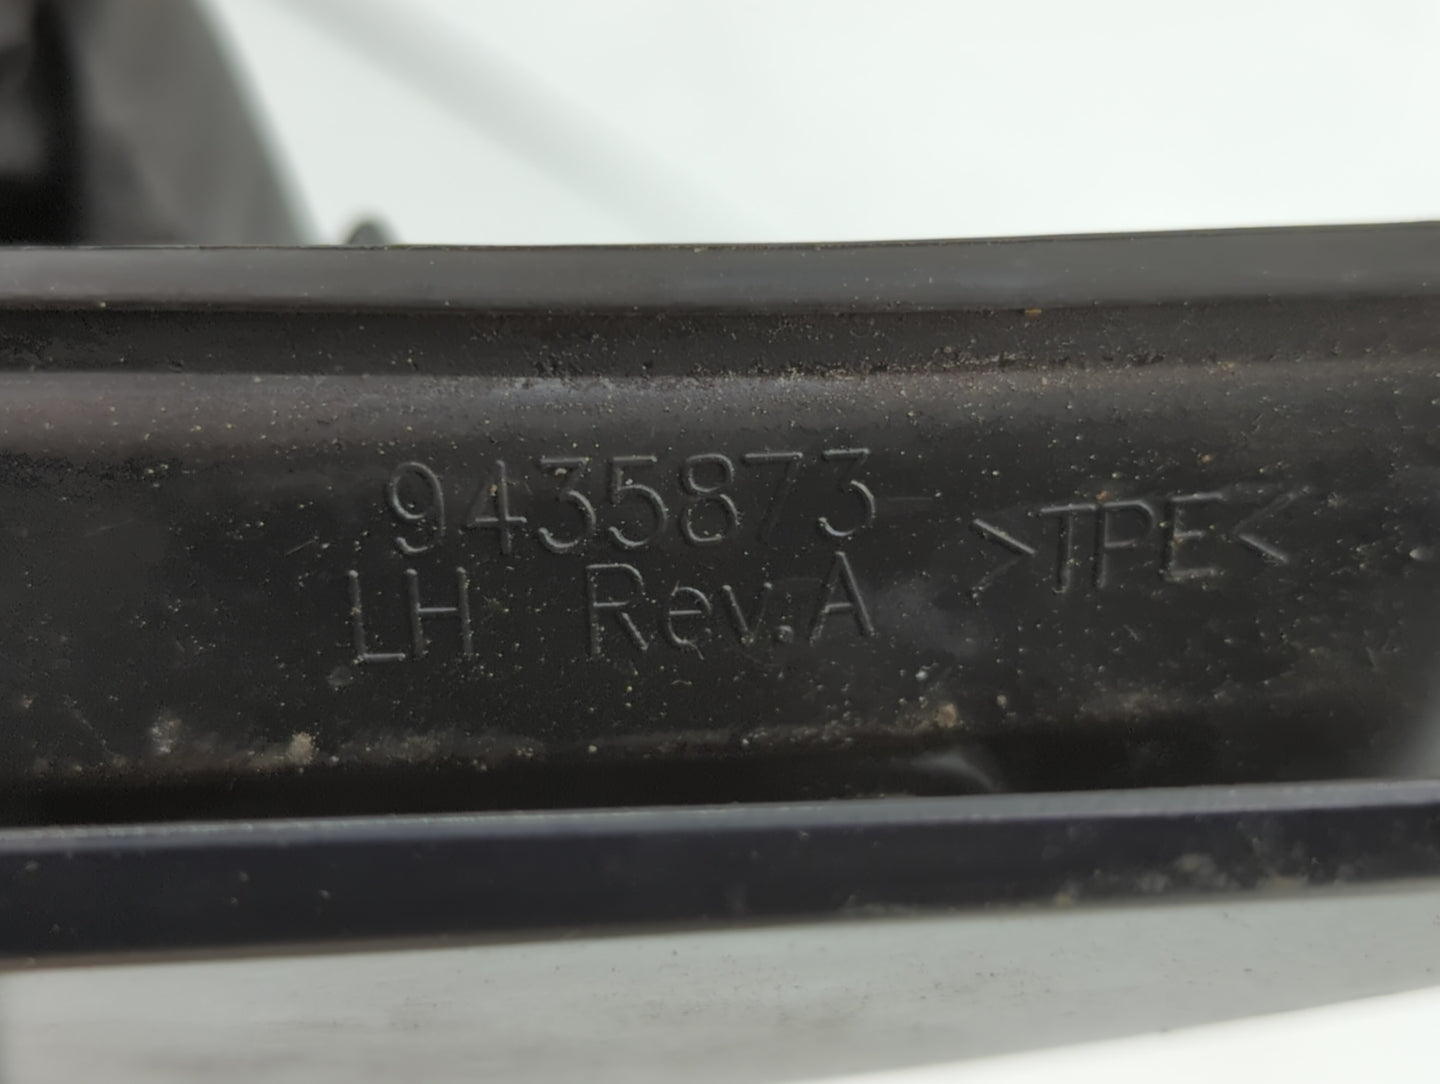 9435873
LH Rev.A
>TPE<